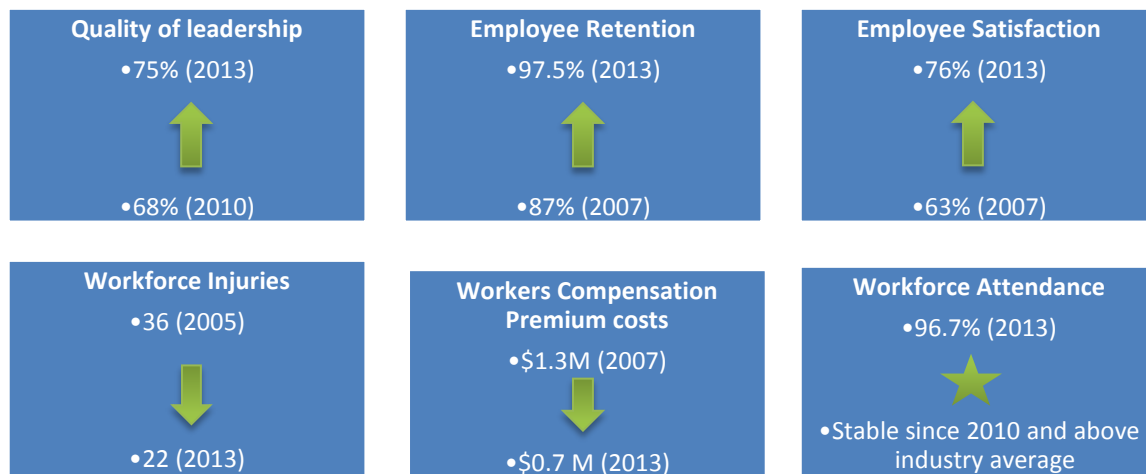 Quality of leadership
•75% (2013)
•68% (2010)
Employee Retention
•97.5% (2013)
•87% (2007)
Employee Satisfaction
•76% (2013)
•63% (2007)
Workforce Injuries
•36 (2005)
•22 (2013)
Workers Compensation
Premium costs
•$1.3M (2007)
•$0.7 M (2013)
Workforce Attendance
•96.7% (2013)
•Stable since 2010 and above
industry average